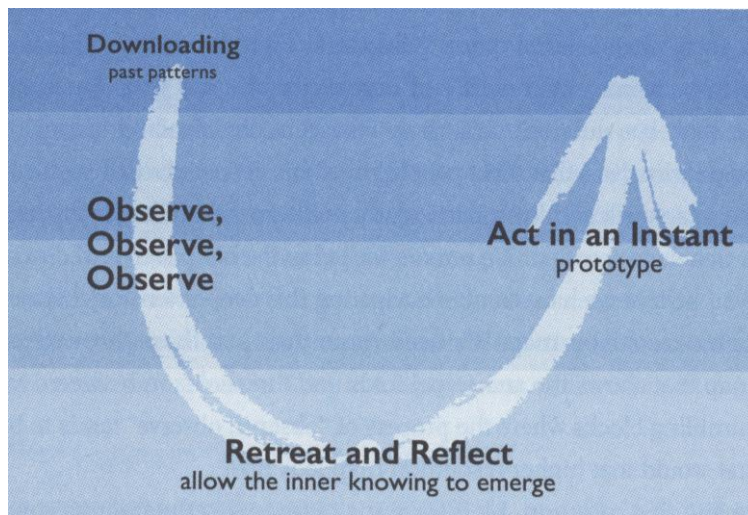 Downloading
past patterns
Observe,
Observe,
Observe
Act in an Instant
prototype
Retreat and Reflect
allow the inner knowing to emerge